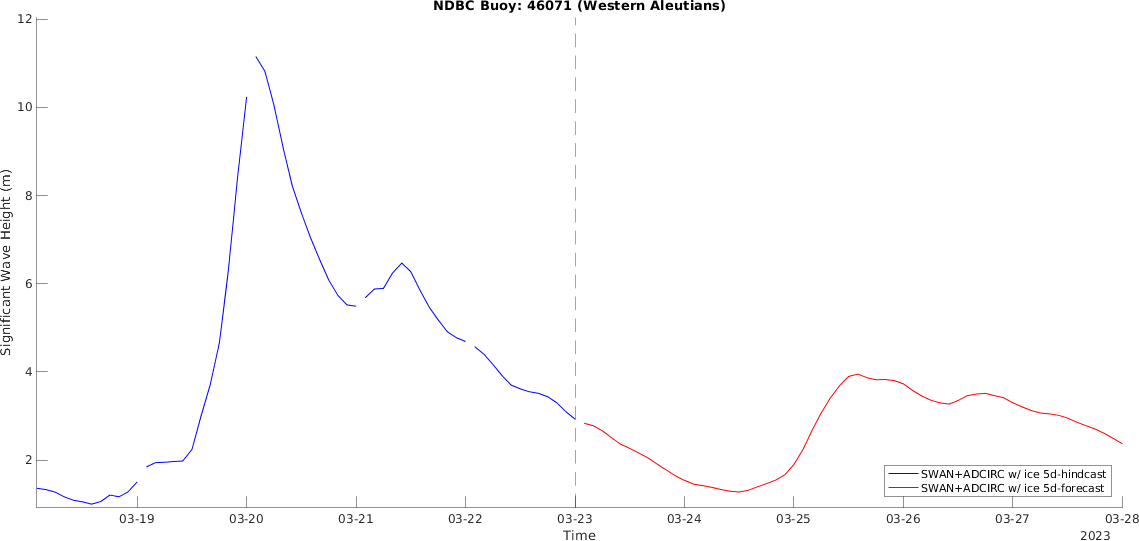 NDBC Buoy: 46071 (Western Aleutians)
12
10
8
6
4
2
Significant Wave Height (m)
SWAN+ADCIRC w/ ice 5d-hindcast
SWAN+ADCIRC w/ ice 5d-forecast
03-19 03-20 03-21 03-22 03-23 03-24 03-25 03-26 03-27 03-28
Time
2023